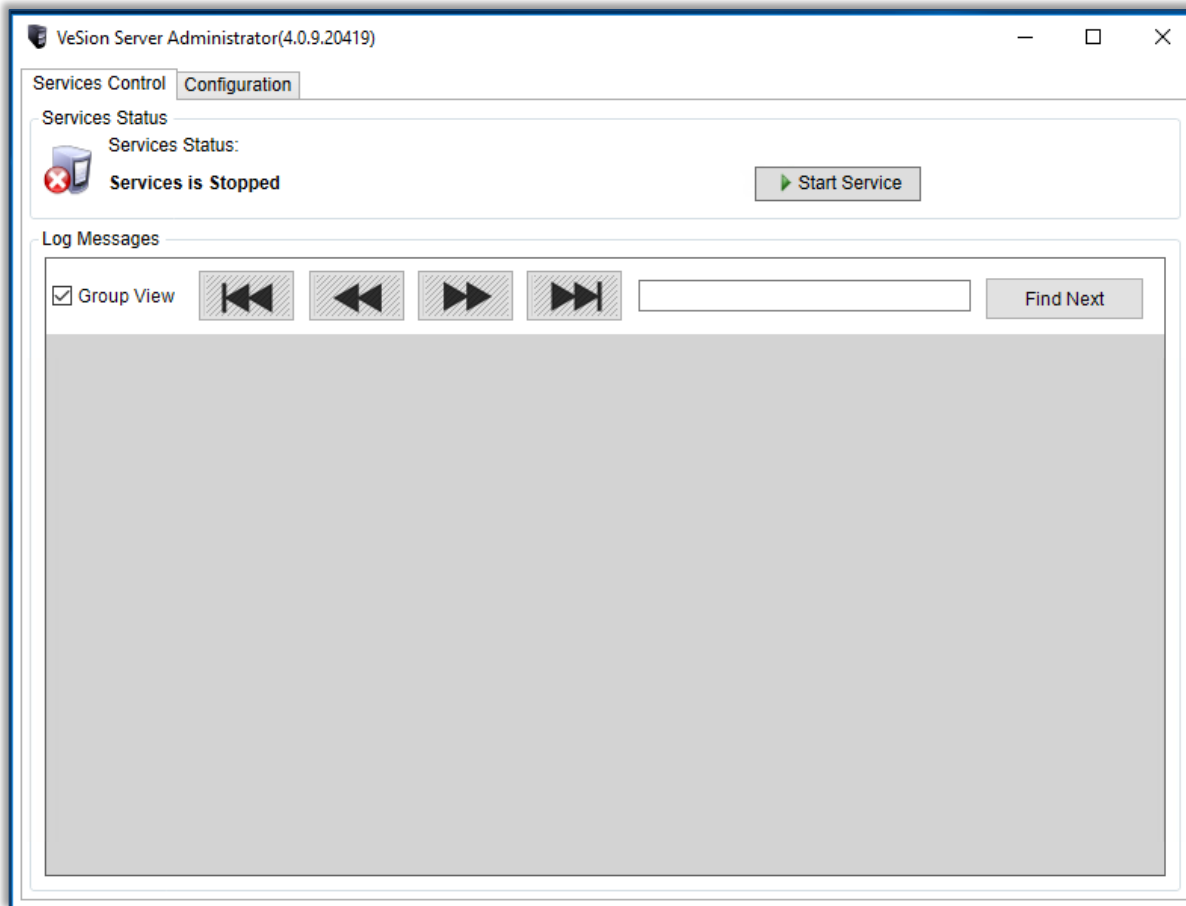 VeSion Server Administrator(4.0.9.20419)
Services Control Configuration
Services Status
Services Status:
Services is Stopped
Start Service
Log Messages
Group View
Find Next